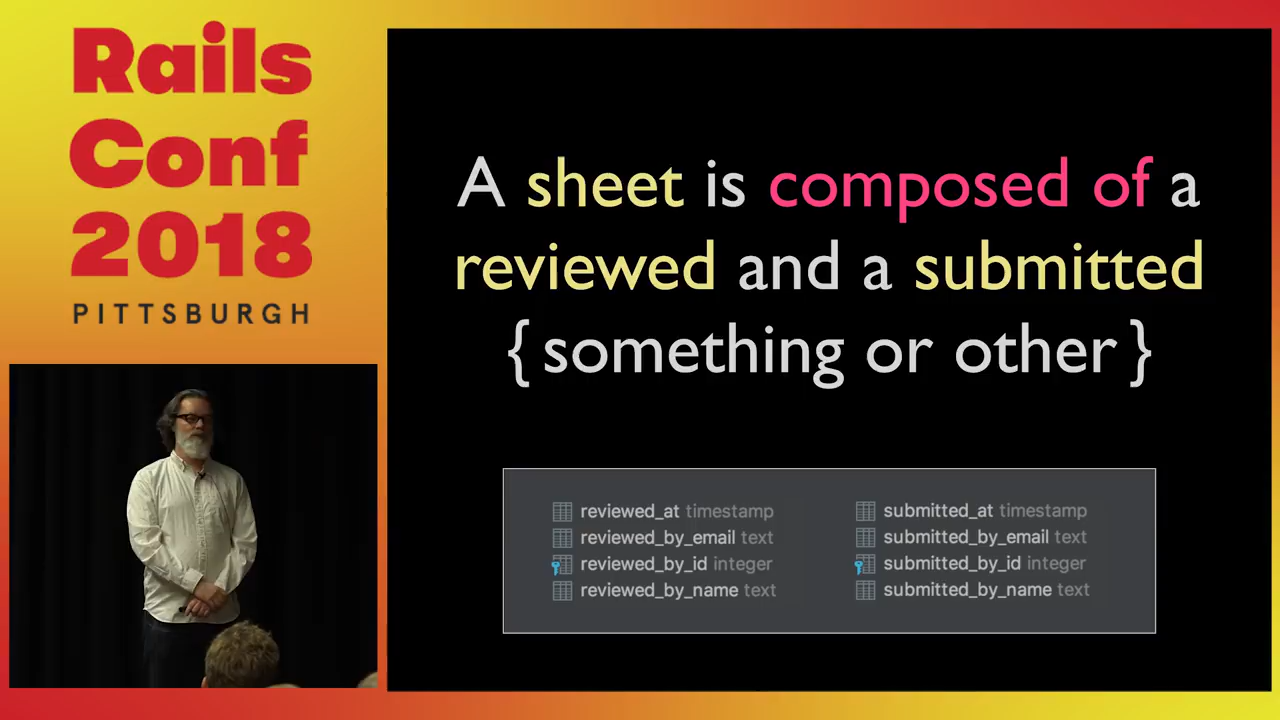 Rails
Conf
2018
PITTSBURGH
A sheet is composed of a
reviewed and a submitted
{ something or other }
reviewed_at timestamp
reviewed_by_email text
reviewed_by_id integer
reviewed_by_name text
submitted_at timestamp
submitted_by_email text
submitted_by_id integer
submitted_by_name text